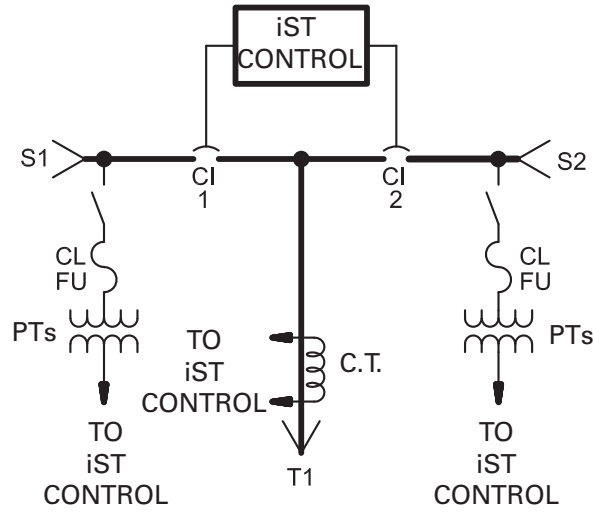 iST
CONTROL
S1
CI
1
CI
2
S2
CL
FU
PTs
TO
iST
CONTROL
TO
iST
CONTROL
C.T.
T1
CL
FU
PTs
TO
iST
CONTROL